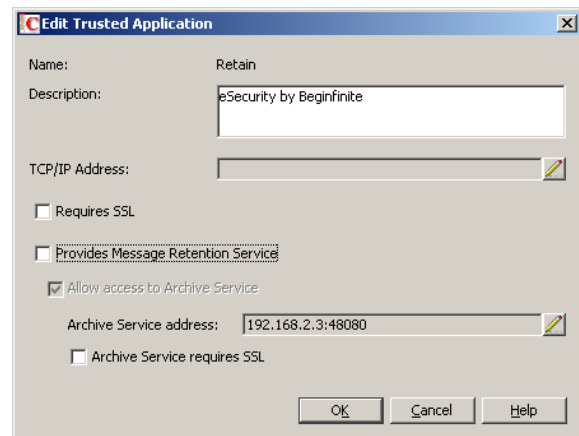 Edit Trusted Application
Name: Retain
Description: eSecurity by Beginfinite
TCP/IP Address:
Requires SSL
Provides Message Retention Service
Allow access to Archive Service
Archive Service address: 192.168.2.3:48080
Archive Service requires SSL
OK Cancel Help